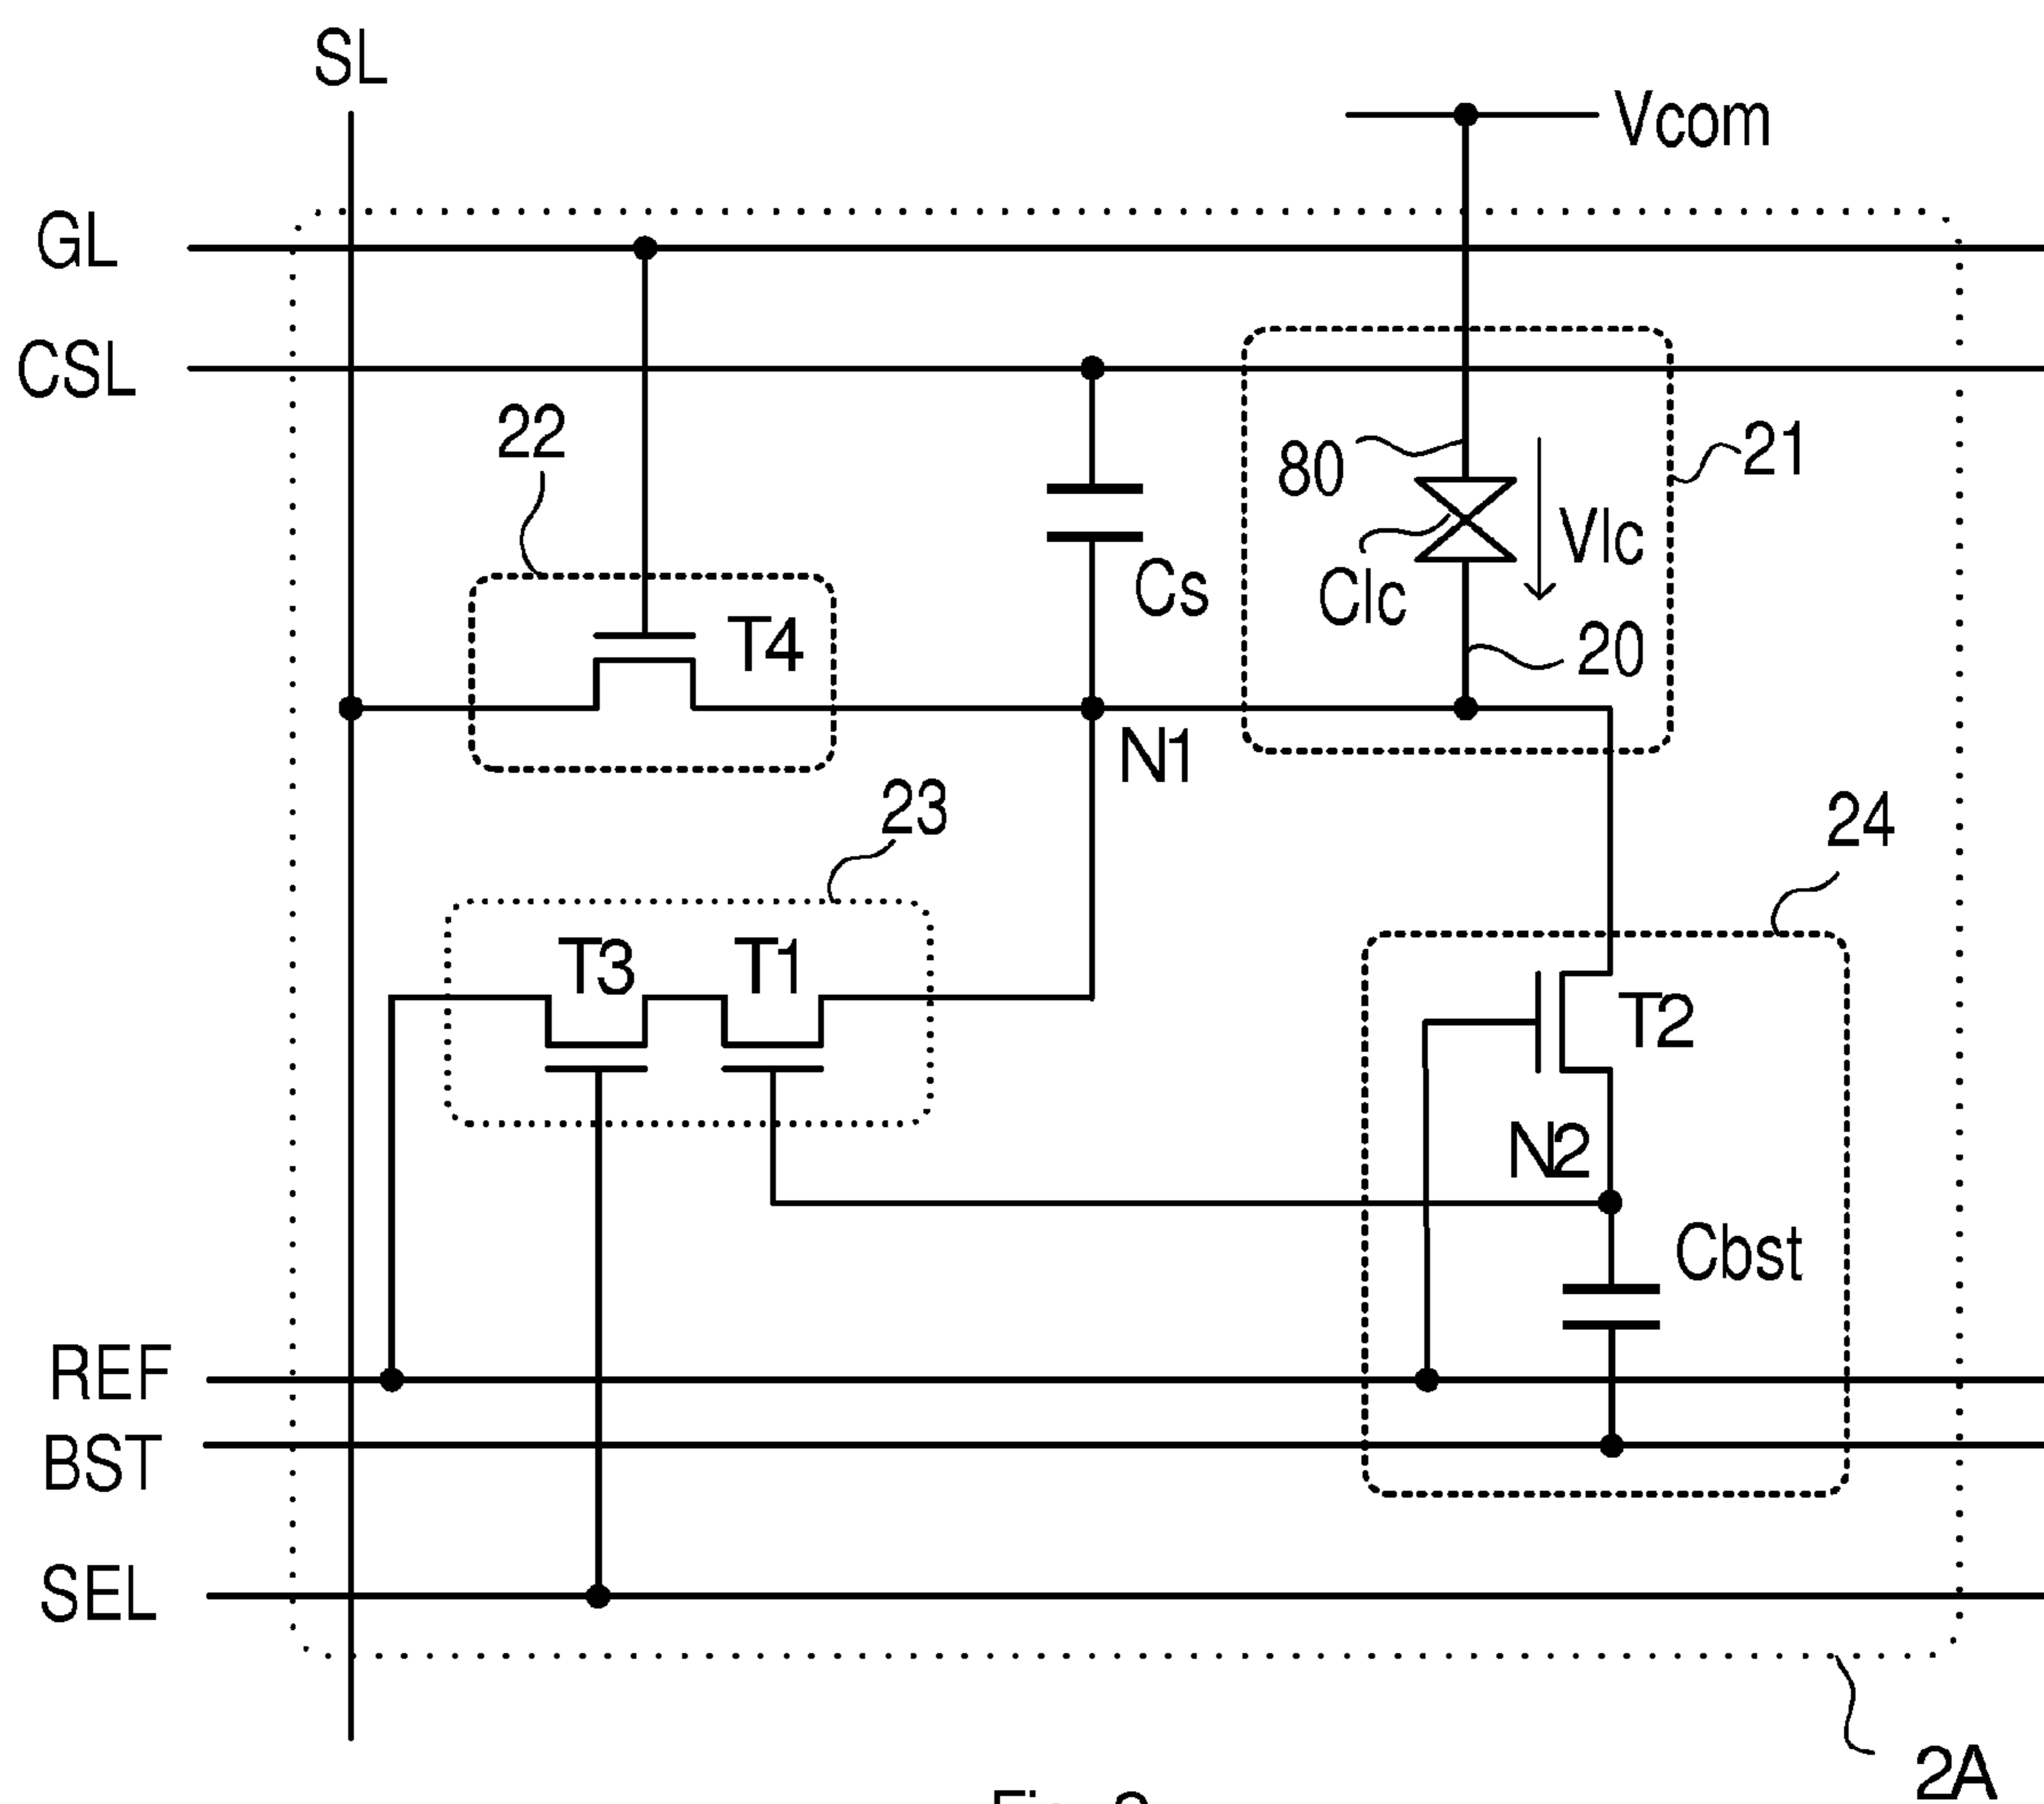 SL
Vcom
GL
CSL
22
80
21
Vlc
Cs
Clc
T4
20
N1
23
24
T3
T1
T2
N2
Cbst
REF
BST
SEL
2A